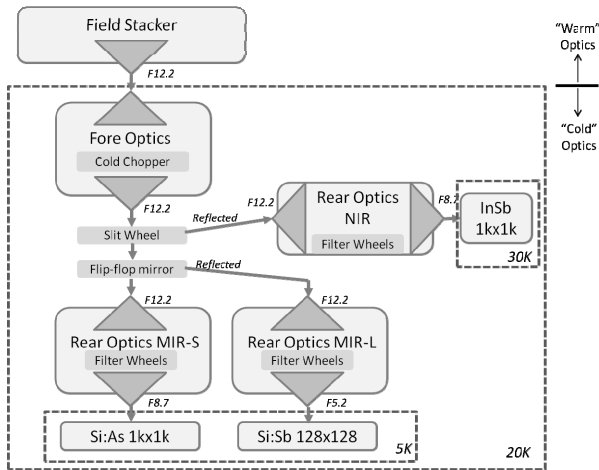 Field Stacker
F12.2
"Warm"
Optics
"Cold"
Optics
Fore Optics
Cold Chopper
F12.2
Slit Wheel
Reflected
F12.2
Rear Optics
NIR
Filter Wheels
F8.7
InSb
1kx1k
30K
Flip-flop mirror
Reflected
F12.2
F12.2
Rear Optics MIR-S
Filter Wheels
Rear Optics MIR-L
Filter Wheels
F8.7
F5.2
Si:As 1kx1k
Si:Sb 128x128
5K
20K